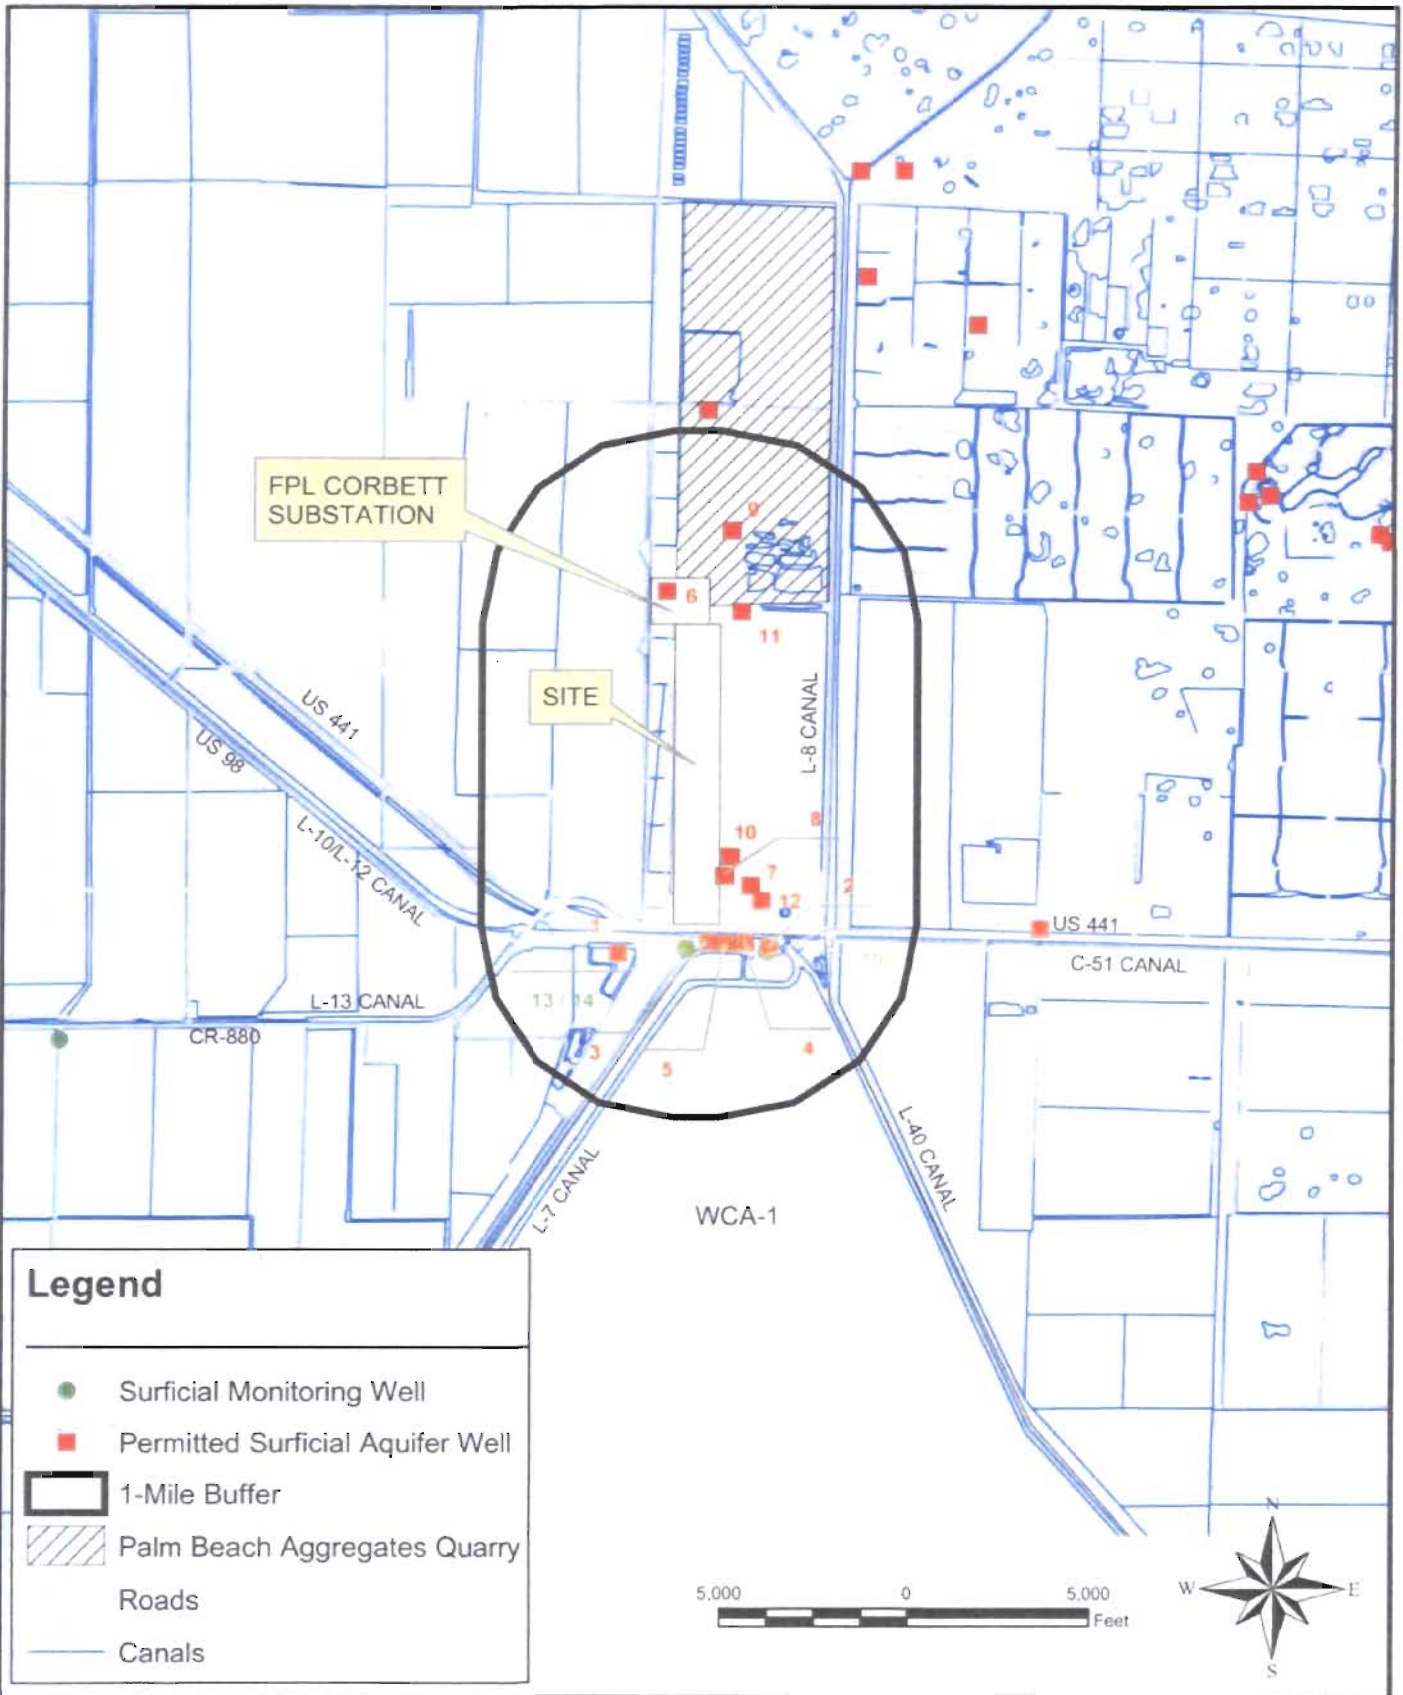 9
FPL CORBETT
SUBSTATION
6
11
SITE
L-8 CANAL
US 441
US 98
L-10/L-12 CANAL
10
8
7
12
2
1
US 441
C-51 CANAL
13 / 14
L-13 CANAL
CR-880
3
5
4
L-40 CANAL
L-7 CANAL
WCA-1
Legend
Surficial Monitoring Well
Permitted Surficial Aquifer Well
1-Mile Buffer
Palm Beach Aggregates Quarry
Roads
Canals
5,000 0 5,000
Feet
N
W E
S